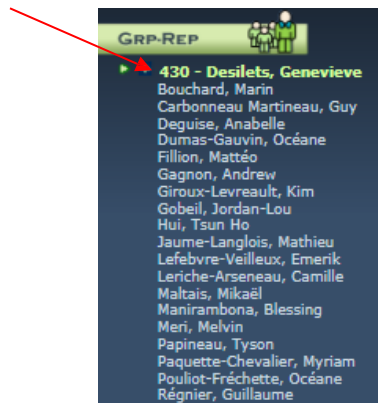 GRP-REP
430 - Desilets, Genevieve
Bouchard, Marin
Carbonneau Martineau, Guy
Deguise, Anabelle
Dumas-Gauvin, Océane
Fillion, Mattéo
Gagnon, Andrew
Giroux-Levreault, Kim
Gobeil, Jordan-Lou
Hui, Tsun Ho
Jaume-Langlois, Mathieu
Lefebvre-Veilleux, Emerik
Leriche-Arseneau, Camille
Maltais, Mikaël
Manirambona, Blessing
Meri, Melvin
Papineau, Tyson
Paquette-Chevalier, Myriam
Pouliot-Fréchette, Océane
Régnier, Guillaume